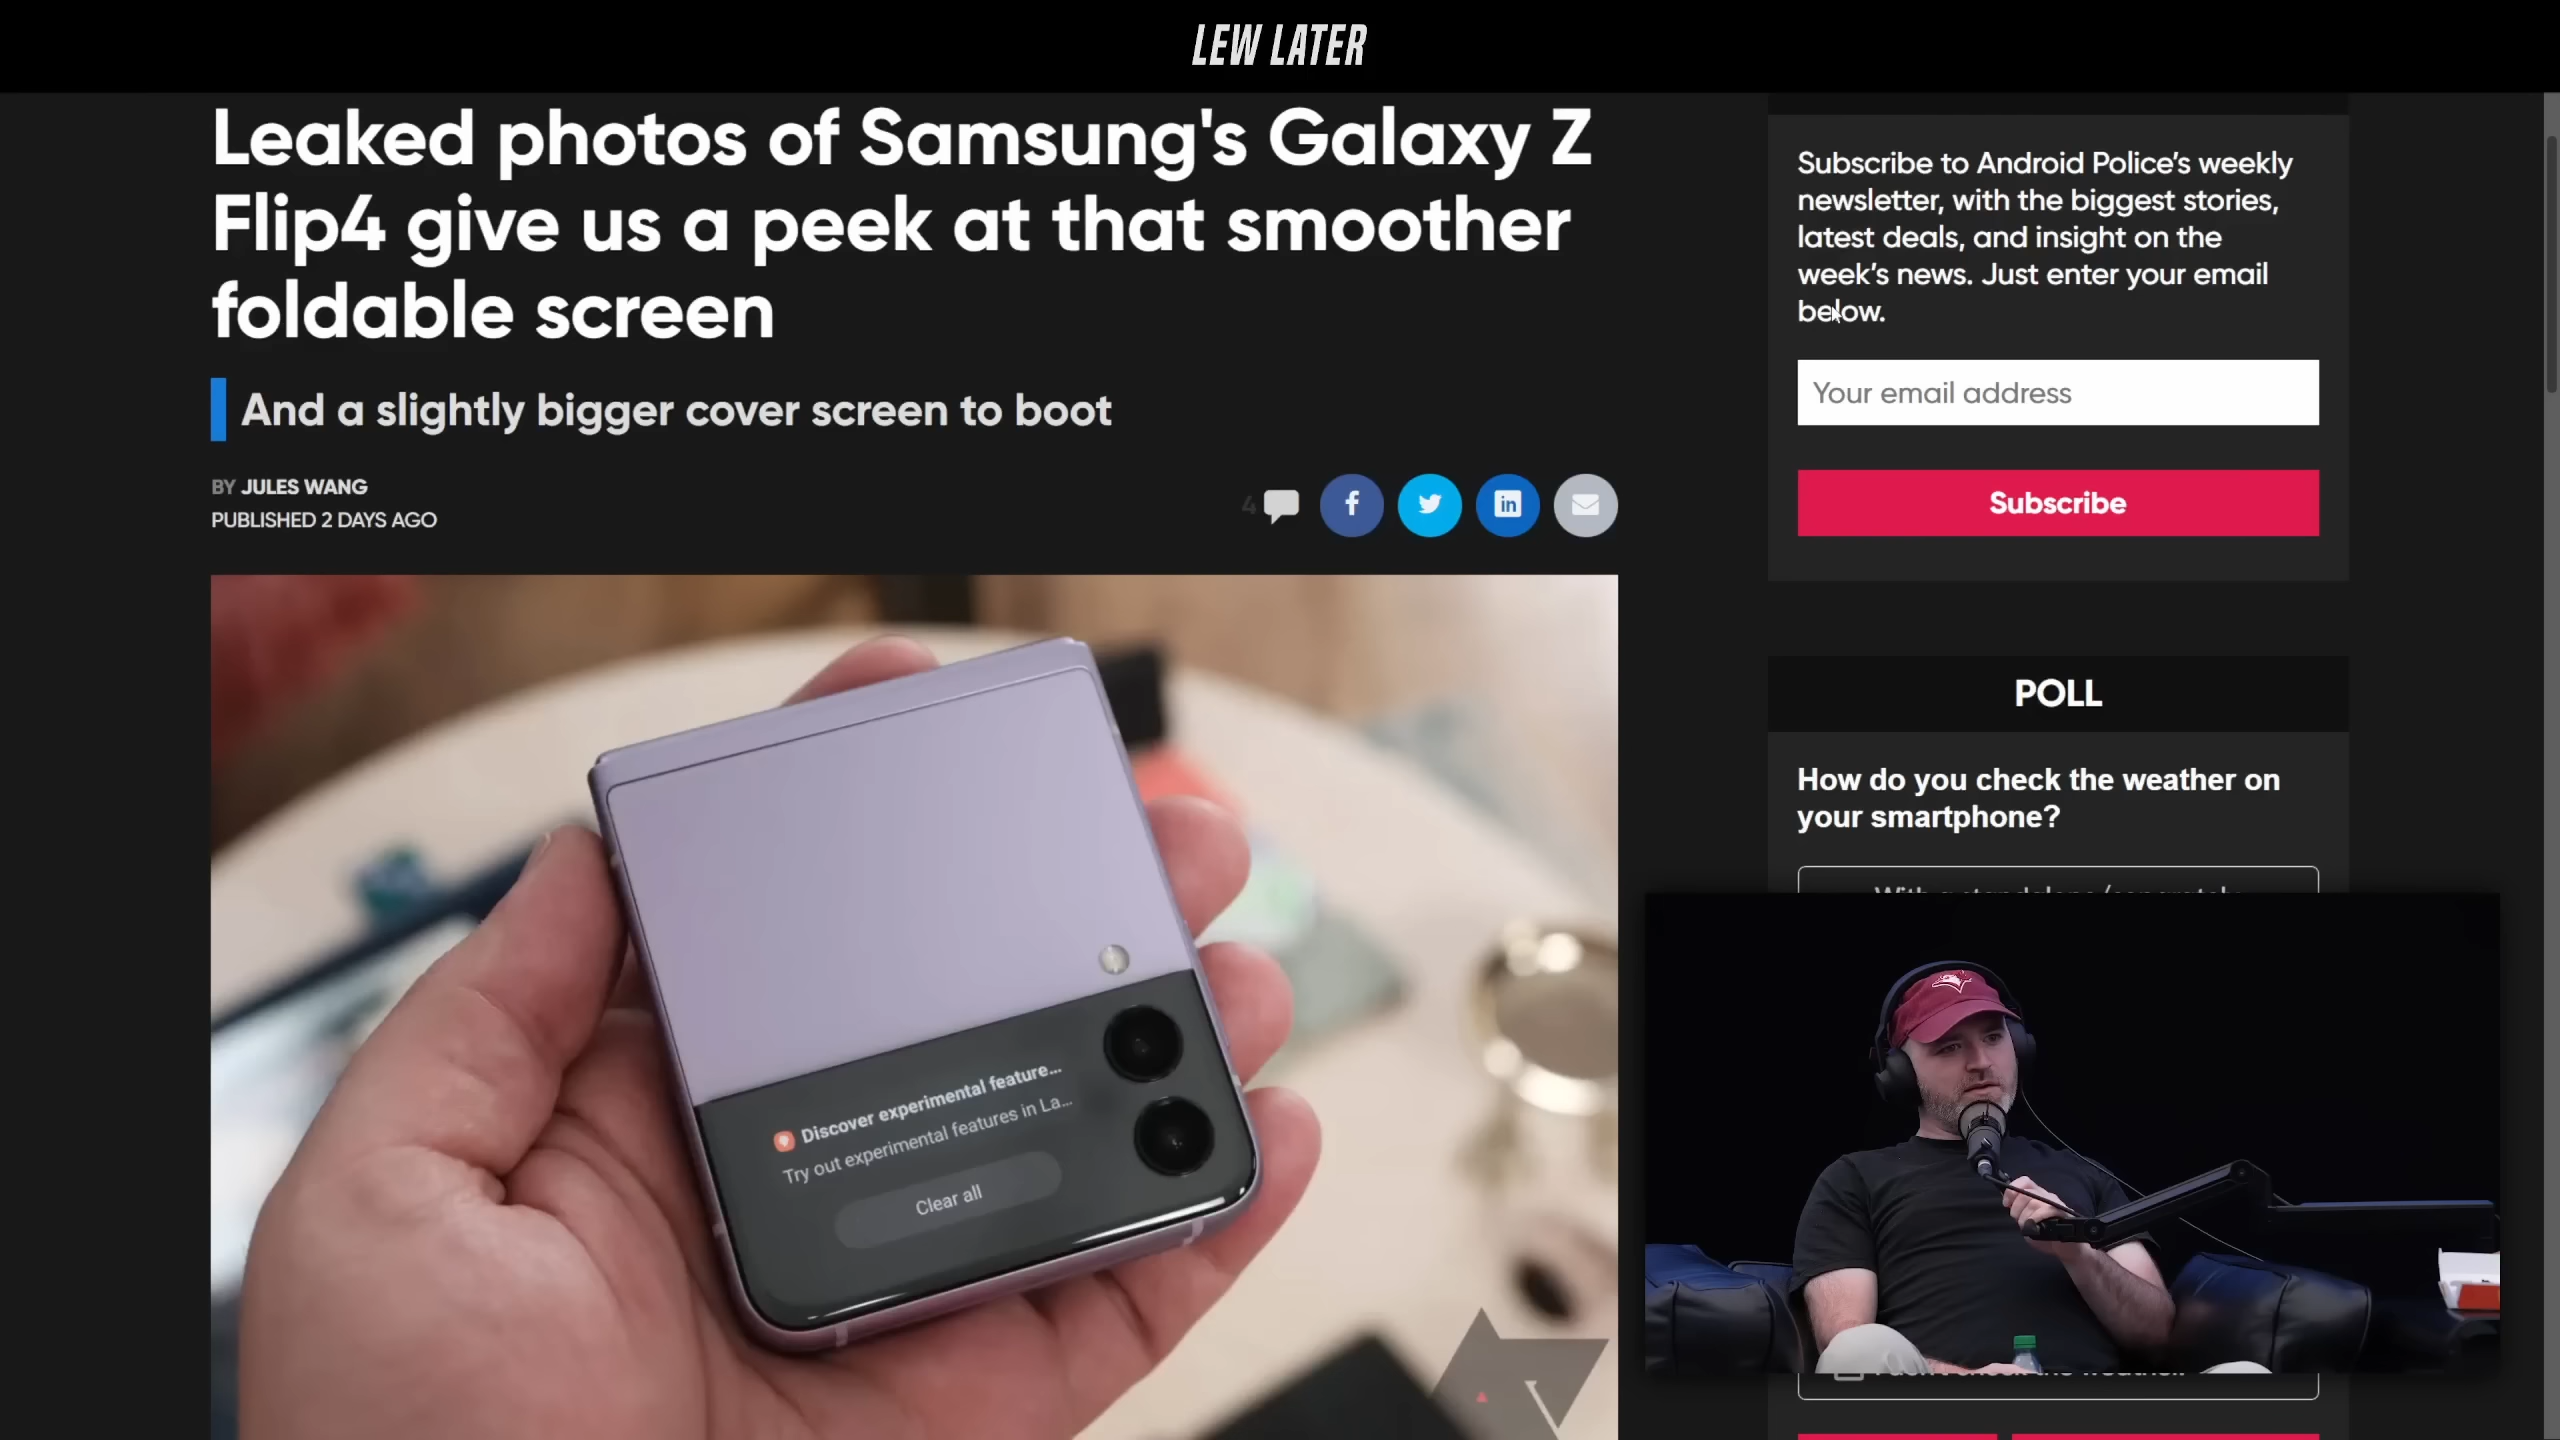 LEW LATER
Leaked photos of Samsung's Galaxy Z
Flip4 give us a peek at that smoother
foldable screen
And a slightly bigger cover screen to boot
BY JULES WANG
PUBLISHED 2 DAYS AGO
4
f
in
Discover experimental feature...
Try out experimental features in La...
Clear all
Subscribe to Android Police’s weekly
newsletter, with the biggest stories,
latest deals, and insight on the
week’s news. Just enter your email
below.
Your email address
Subscribe
POLL
How do you check the weather on
your smartphone?